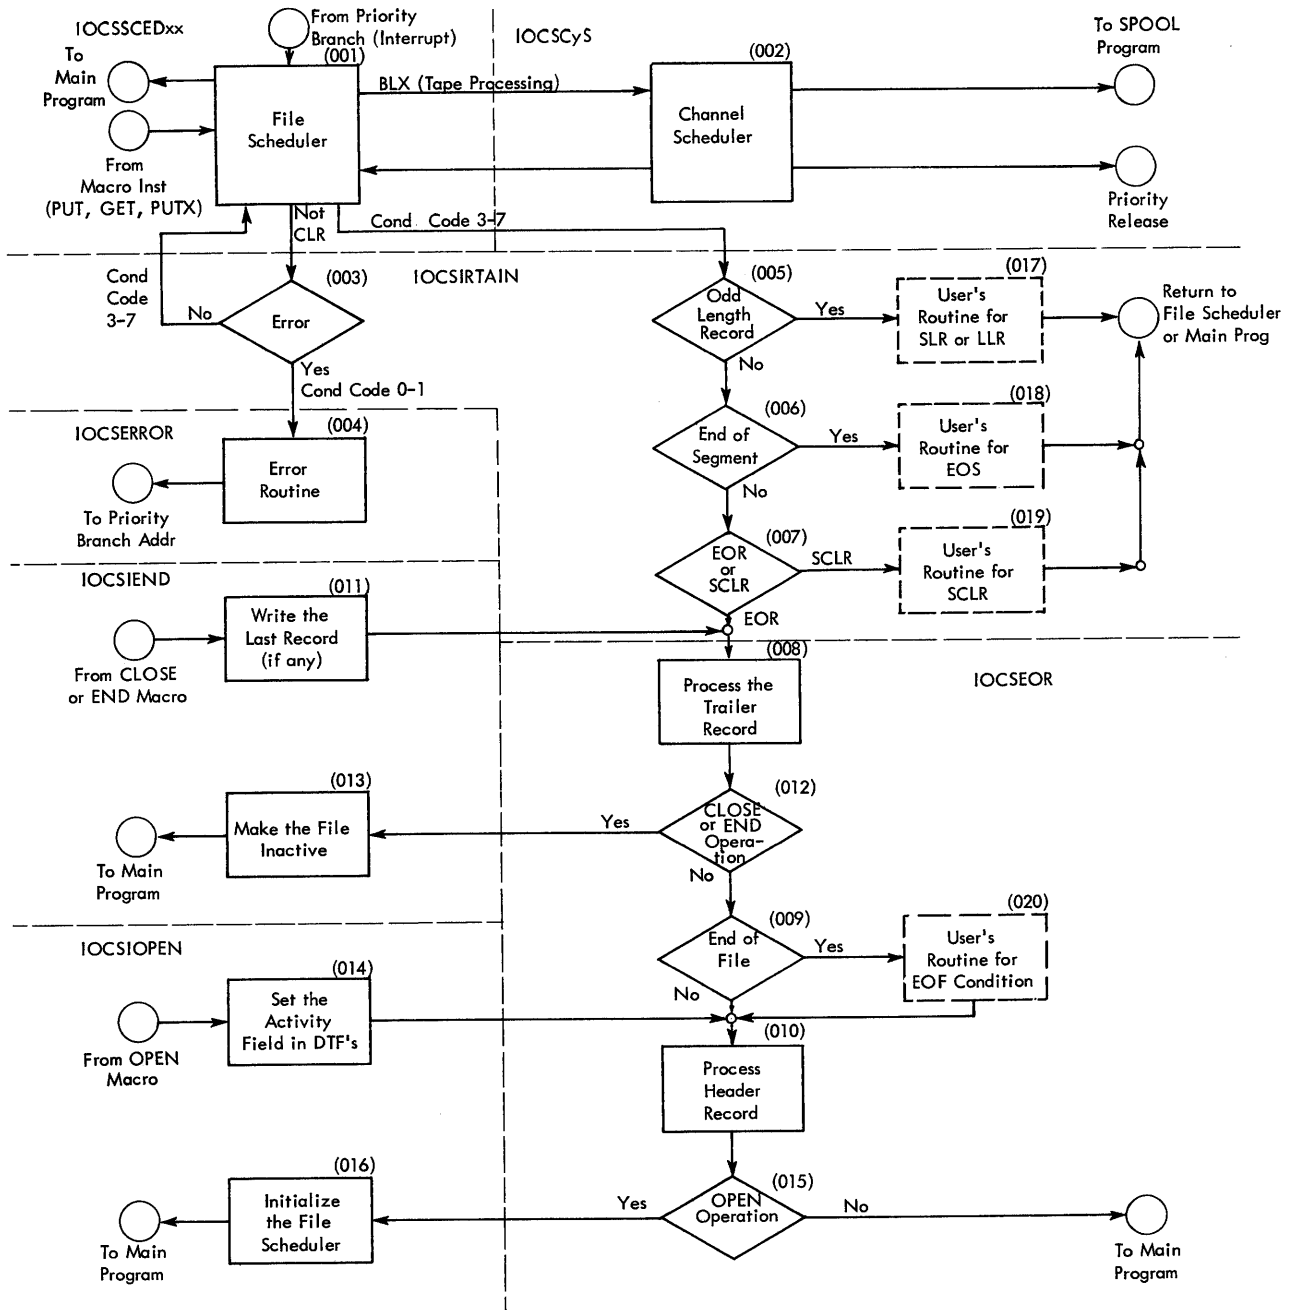 IOCSSCEDxx
From Priority
Branch (Interrupt)
IOCSCyS
To SPOOL
Program
To
Main
Program
(001)
(002)
BLX (Tape Processing)
File
Scheduler
Channel
Scheduler
From
Macro Inst
(PUT, GET, PUTX)
Priority
Release
Not
CLR
Cond Code 3-7
IOCSIRTAIN
Cond
Code
3-7
(003)
No
Error
Yes
Cond Code 0-1
(005)
Odd
Length
Record
Yes
(017)
User's
Routine for
SLR or LLR
Return to
File Scheduler
or Main Prog
No
IOCSERROR
(004)
Error
Routine
To Priority
Branch Addr
(006)
End of
Segment
Yes
(018)
User's
Routine for
EOS
No
(007)
EOR
or
SCLR
SCLR
(019)
User's
Routine for
SCLR
EOR
IOCSIEND
(011)
Write the
Last Record
(if any)
From CLOSE
or END Macro
(008)
Process the
Trailer
Record
IOCSEOR
(013)
Make the File
Inactive
To Main
Program
Yes
(012)
CLOSE
or END
Opera-
tion
No
(009)
End of
File
Yes
(020)
User's
Routine for
EOF Condition
No
IOCSIOPEN
(014)
Set the
Activity
Field in DTF's
From OPEN
Macro
(010)
Process
Header
Record
(016)
Initialize
the File
Scheduler
To Main
Program
Yes
(015)
OPEN
Operation
No
To Main
Program